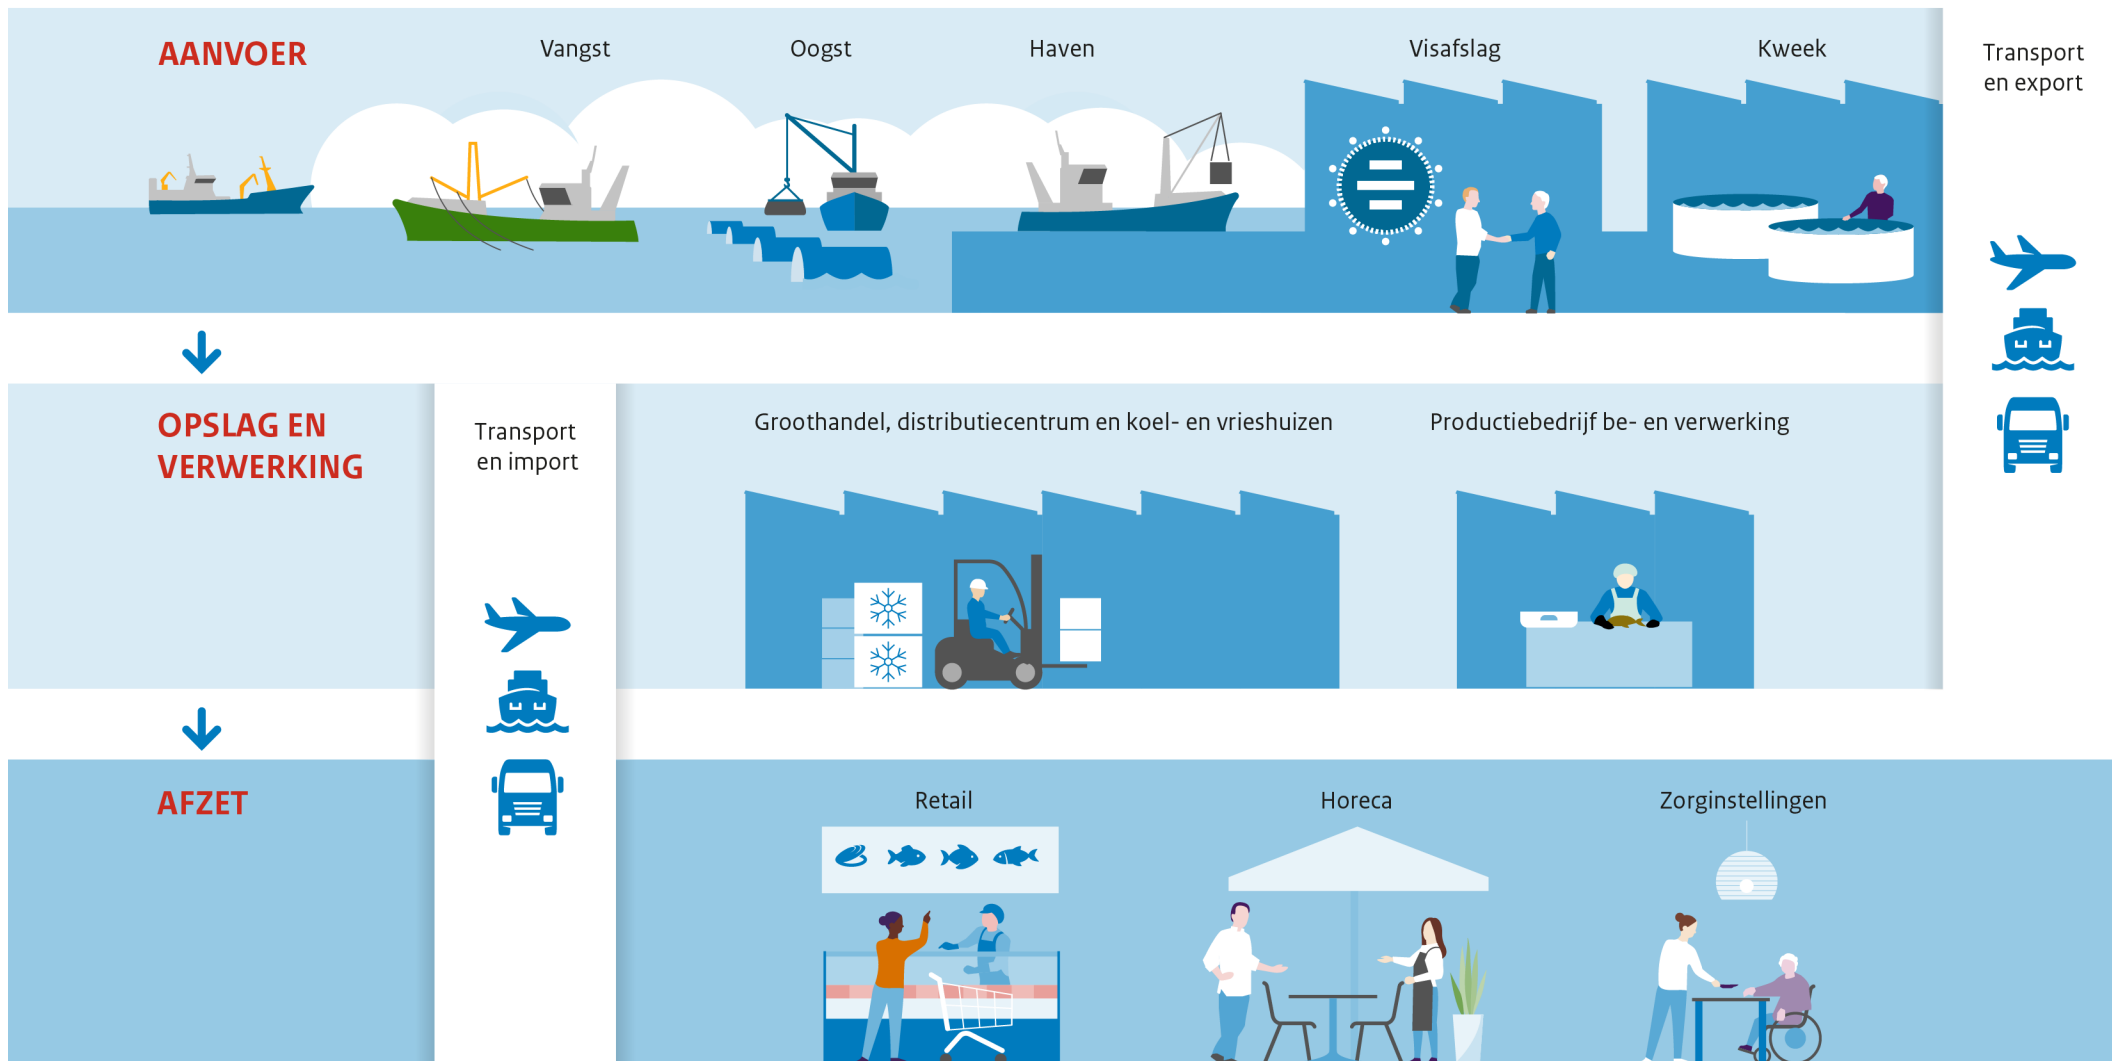 AANVOER
Vangst
Oogst
Haven
Visafslag
Kweek
Transport
en export
OPSLAG EN
VERWERKING
Transport
en import
Groothandel, distributiecentrum en koel- en vrieshuizen
Productiebedrijf be- en verwerking
AFZET
Retail
Horeca
Zorginstellingen